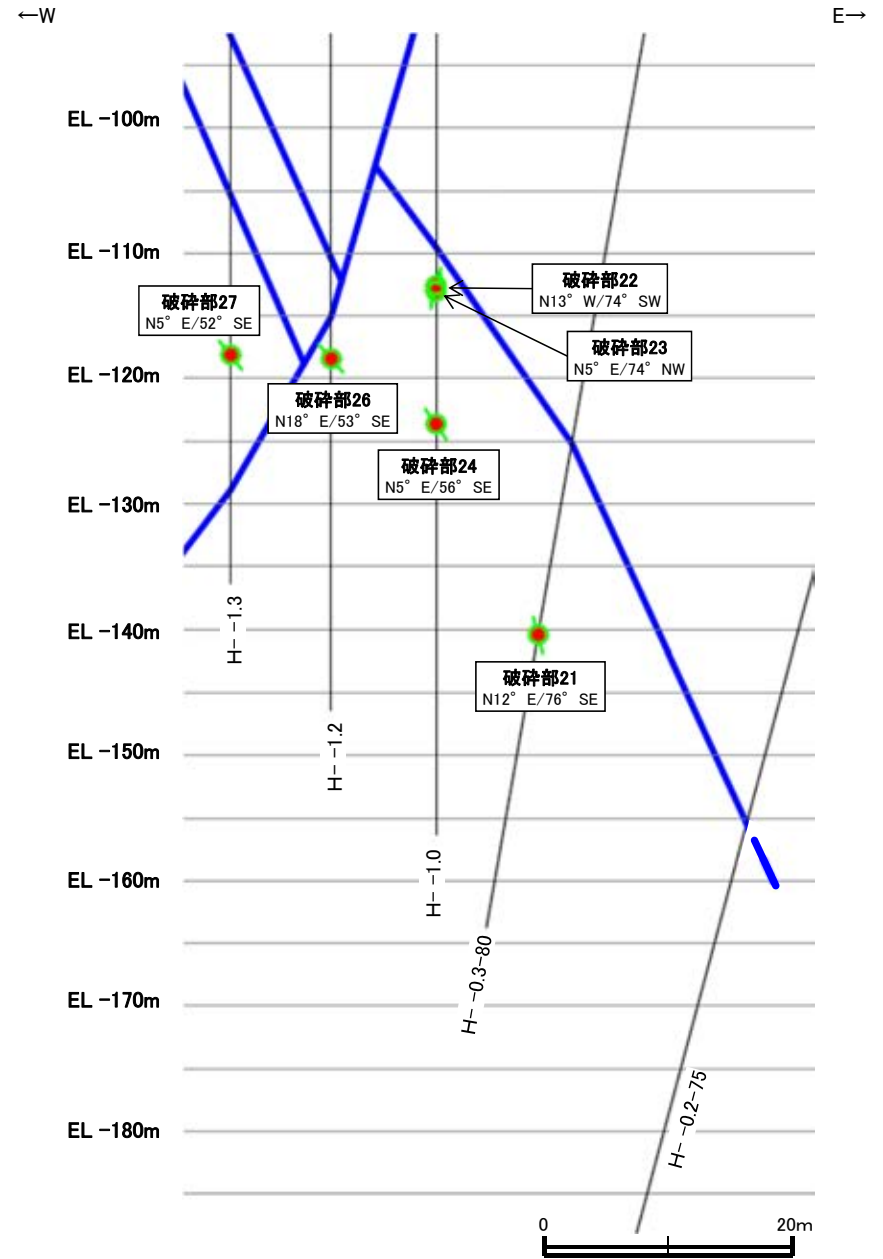 ←W
E→
EL -100m
EL -110m
破砕部22
N13°W/74°SW
破砕部27
N5°E/52°SE
破砕部23
N5°E/74°NW
EL -120m
破砕部26
N18°E/53°SE
破砕部24
N5°E/56°SE
EL -130m
H- -1.3
EL -140m
破砕部21
N12°E/76°SE
H- -1.2
EL -150m
H- -1.0
EL -160m
H- -0.3-80
EL -170m
H- -0.2-75
EL -180m
0
20m